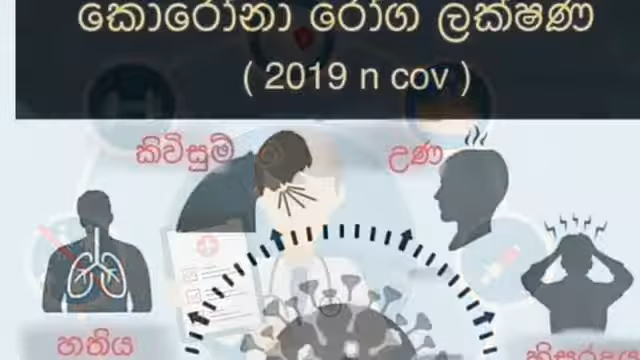 කොරෝනා රෝග ලක්ෂණ
( 2019 n cov )
කිවිසුම්
උණ
හතිය